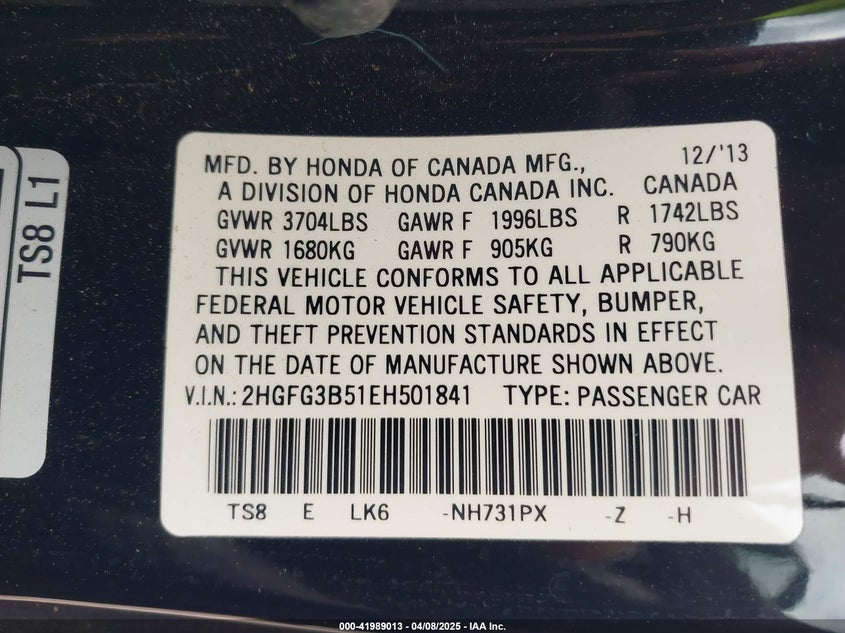 MFD. BY HONDA OF CANADA MFG., 12/'13
A DIVISION OF HONDA CANADA INC. CANADA
GVWR 3704LBS GAWR F 1996LBS R 1742LBS
GVWR 1680KG GAWR F 905KG R 790KG
THIS VEHICLE CONFORMS TO ALL APPLICABLE
FEDERAL MOTOR VEHICLE SAFETY, BUMPER,
AND THEFT PREVENTION STANDARDS IN EFFECT
ON THE DATE OF MANUFACTURE SHOWN ABOVE.
V.I.N.: 2HGFG3B51EH501841 TYPE: PASSENGER CAR
TS8 E LK6 -NH731PX -Z -H
TS8 L1
000-41989013 - 04/08/2025 - IAA Inc.